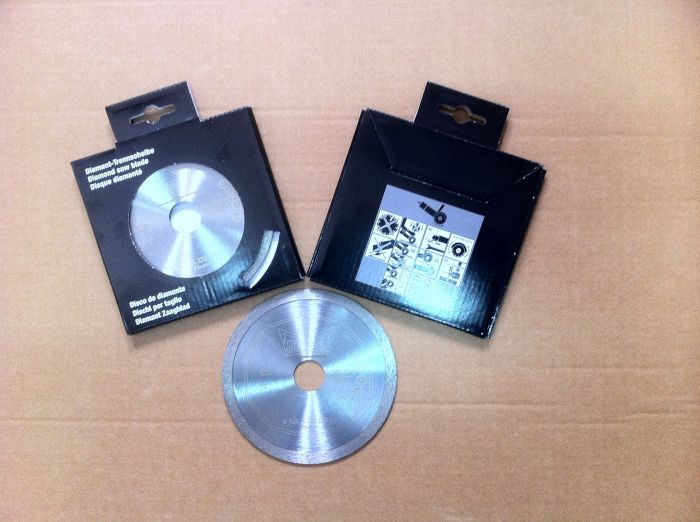 Diamant-Trennscheibe
Diamond saw blade
Disque diamanté
Disco de diamante
Dischi per taglio
Diamant Zaagblad